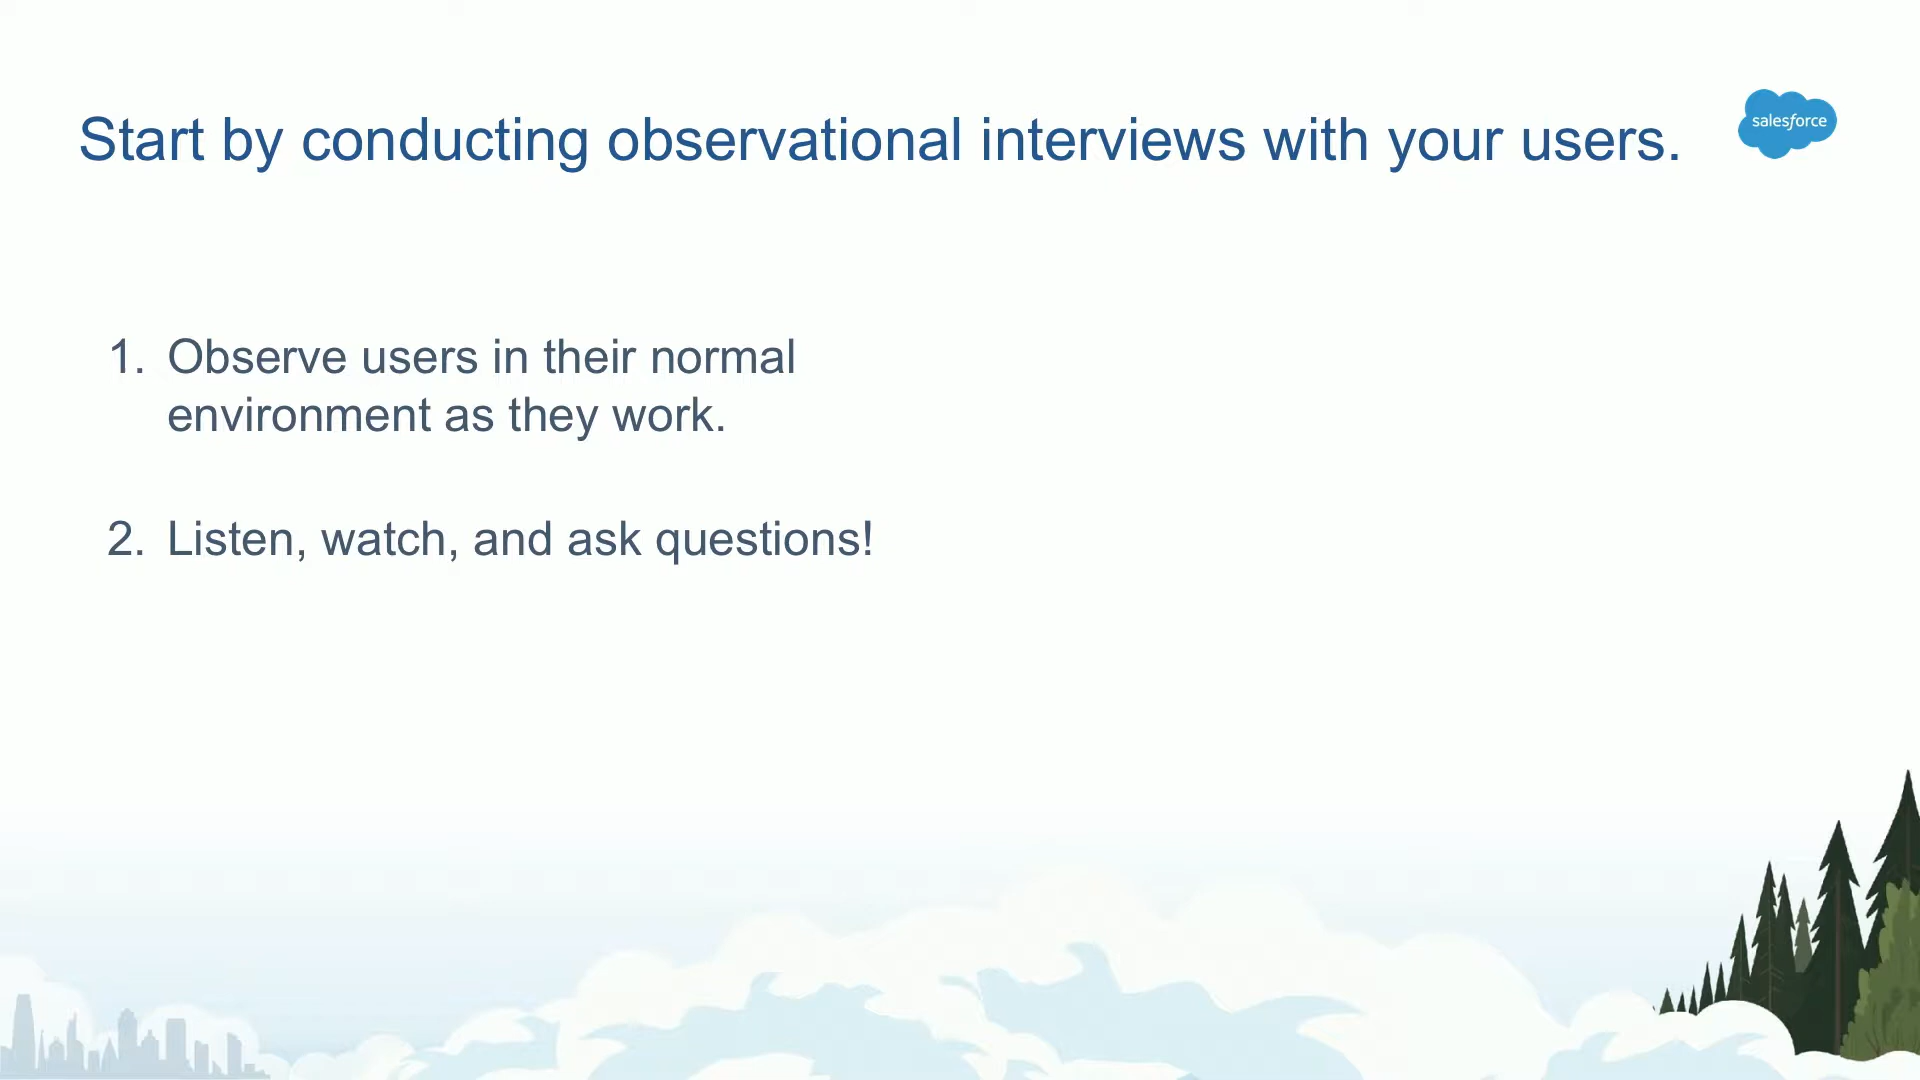 Start by conducting observational interviews with your users.
salesforce
1. Observe users in their normal
environment as they work.
2. Listen, watch, and ask questions!